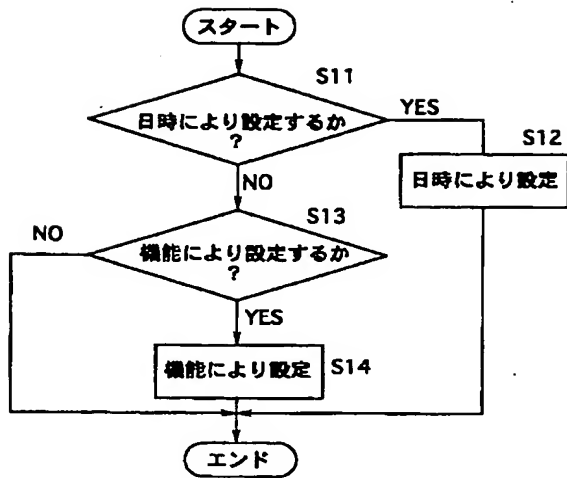 スタート
S11
日時により設定するか
?
YES
S12
日時により設定
NO
S13
NO
機能により設定するか
?
YES
機能により設定
S14
エンド